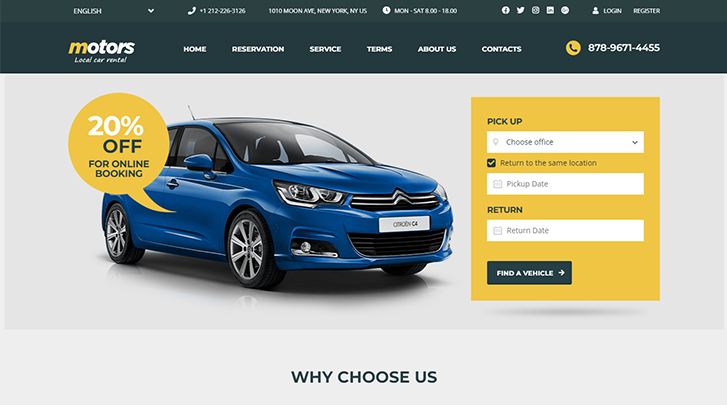 ENGLISH
+1 212-226-3126
1010 MOON AVE, NEW YORK, NY US
MON - SAT 8.00 - 18.00
LOGIN
REGISTER
motors
Local car rental
HOME
RESERVATION
SERVICE
TERMS
ABOUT US
CONTACTS
878-9671-4455
20%
OFF
FOR ONLINE
BOOKING
CITROËN C4
PICK UP
Choose office
Return to the same location
Pickup Date
RETURN
Return Date
FIND A VEHICLE
WHY CHOOSE US